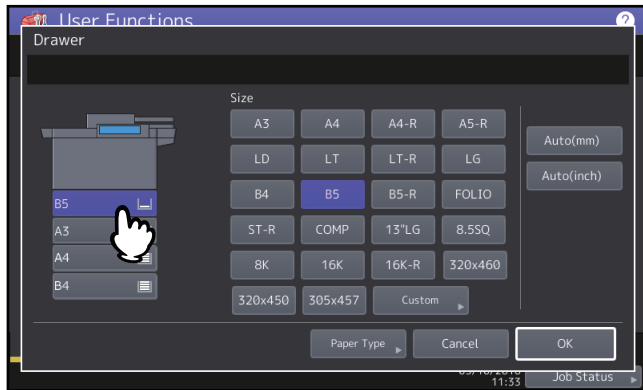 User Functions
?
Drawer
Size
A3 A4 A4-R A5-R
Auto(mm)
LD LT LT-R LG
Auto(inch)
B4 B5 B5-R FOLIO
B5
ST-R COMP 13"LG 8.5SQ
A3
8K 16K 16K-R 320x460
A4
B4
320x450 305x457 Custom
Paper Type Cancel OK
11:33 Job Status